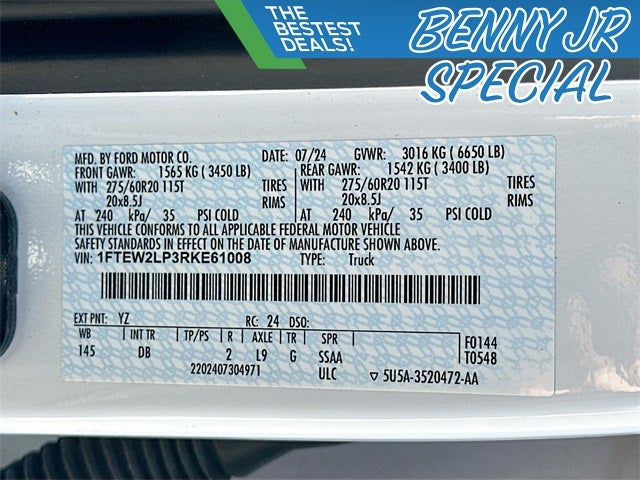 THE
BESTEST
DEALS!
BENNY JR
SPECIAL
MFD. BY FORD MOTOR CO. DATE: 07/24 GVWR: 3016 KG ( 6650 LB)
FRONT GAWR: 1565 KG ( 3450 LB) REAR GAWR: 1542 KG ( 3400 LB)
WITH 275/60R20 115T TIRES WITH 275/60R20 115T TIRES
20x8.5J RIMS 20x8.5J RIMS
AT 240 kPa/ 35 PSI COLD AT 240 kPa/ 35 PSI COLD
THIS VEHICLE CONFORMS TO ALL APPLICABLE FEDERAL MOTOR VEHICLE
SAFETY STANDARDS IN EFFECT ON THE DATE OF MANUFACTURE SHOWN ABOVE.
VIN: 1FTEW2LP3RKE61008 TYPE: Truck
EXT PNT: YZ RC: 24 DSO:
WB INT TR TP/PS R AXLE TR SPR F0144
145 DB 2 L9 G SSAA T0548
2202407304971 ULC ▽ 5U5A-3520472-AA